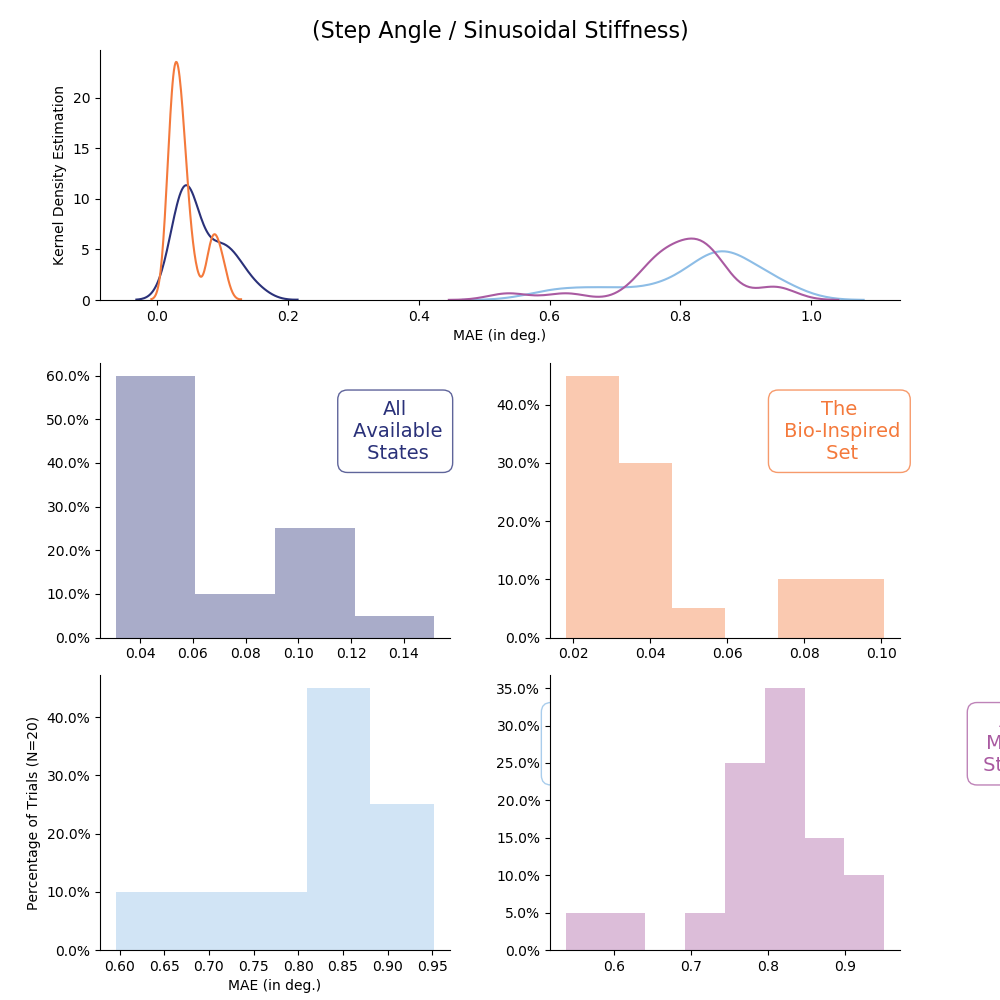 (Step Angle / Sinusoidal Stiffness)
Kernel Density Estimation
20
15
10
5
0
0.0 0.2 0.4 0.6 0.8 1.0
MAE (in deg.)
60.0%
50.0%
40.0%
30.0%
20.0%
10.0%
0.0%
0.04 0.06 0.08 0.10 0.12 0.14
All
Available
States
40.0%
30.0%
20.0%
10.0%
0.0%
0.02 0.04 0.06 0.08 0.10
The
Bio-Inspired
Set
Percentage of Trials (N=20)
40.0%
30.0%
20.0%
10.0%
0.0%
0.60 0.65 0.70 0.75 0.80 0.85 0.90 0.95
MAE (in deg.)
35.0%
30.0%
25.0%
20.0%
15.0%
10.0%
5.0%
0.0%
0.6 0.7 0.8 0.9